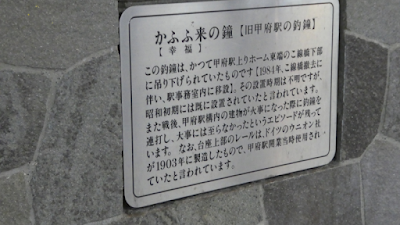 かふふ来の鐘【旧甲府駅の釣鐘】
【幸福】
この釣鐘は、かつて甲府駅上りホーム東端のこ線橋下部
に吊り下げられていたものです【1984年、こ線橋撤去に
伴い、駅事務室内に移設】。その設置時期は不明ですが、
昭和初期には既に設置されていたと言われています。
また戦後、甲府駅構内の建物が火事になった際に釣鐘を
連打し、大事には至らなかったというエピソードが残って
います。なお、台座上部のレールは、ドイツのウニオン社
が1903年に製造したもので、甲府駅開業当時使用され
ていたと言われています。